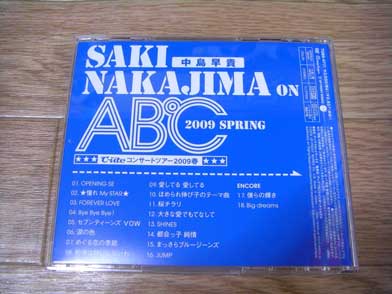 SAKI
中島早貴
NAKAJIMA ON
AB℃
2009 SPRING
★★★ ℃-ute コンサートツアー2009春 ★★★
01. OPENING SE
02. ★憧れ My STAR★
03. FOREVER LOVE
04. Bye Bye Bye!
05. セブンティーンズ VOW
06. 涙の色
07. めぐる恋の季節
09. 愛してる 愛してる
10. ほめられ伸び子のテーマ曲
11. 桜チラリ
12. 大きな愛でもてなして
13. SHINES
14. 都会っ子 純情
15. まっさらブルージーンズ
16. JUMP
ENCORE
17. 僕らの輝き
18. Big dreams